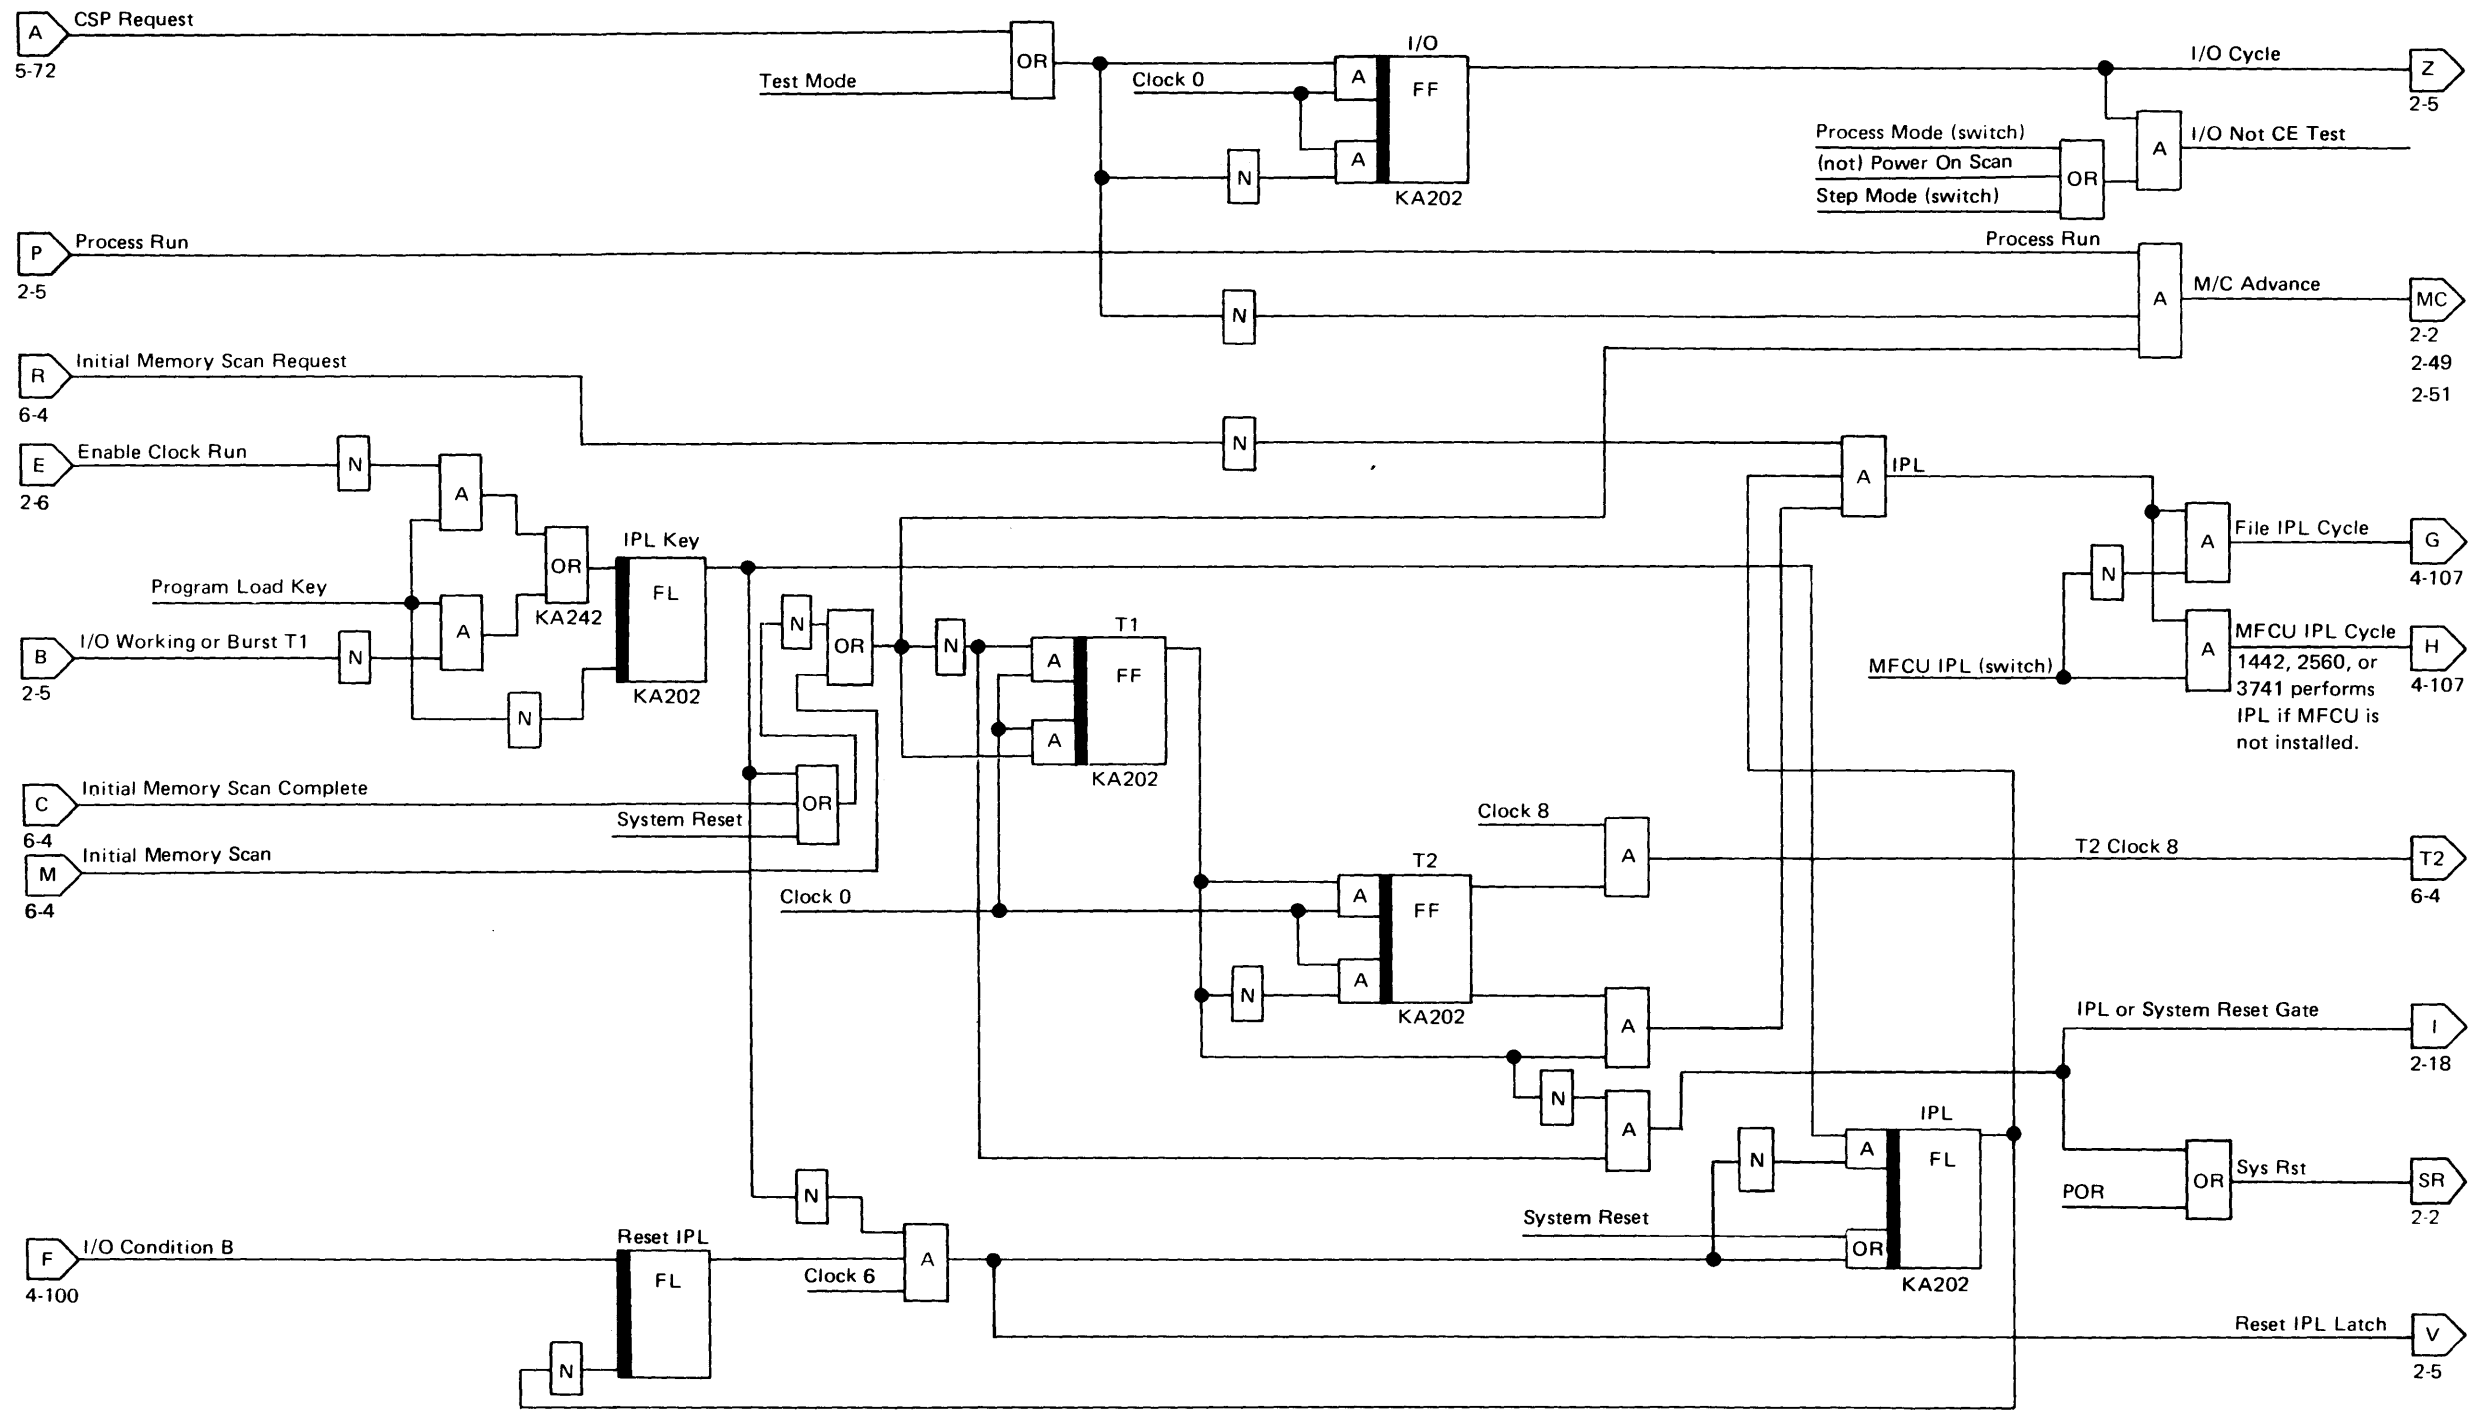 A
CSP Request
5-72
Test Mode
OR
Clock 0
I/O
A
A
FF
KA202
N
I/O Cycle
Z
2-5
Process Mode (switch)
(not) Power On Scan
Step Mode (switch)
OR
A
I/O Not CE Test
P
Process Run
2-5
Process Run
N
A
M/C Advance
MC
2-2
2-49
2-51
R
Initial Memory Scan Request
6-4
N
E
Enable Clock Run
2-6
N
A
Program Load Key
B
I/O Working or Burst T1
2-5
N
A
N
OR
KA242
IPL Key
FL
KA202
N
OR
N
A
A
T1
FF
KA202
A
IPL
N
A
File IPL Cycle
G
4-107
MFCU IPL (switch)
A
MFCU IPL Cycle
1442, 2560, or
3741 performs
IPL if MFCU is
not installed.
H
4-107
C
Initial Memory Scan Complete
6-4
System Reset
OR
M
Initial Memory Scan
6-4
Clock 0
Clock 8
A
T2 Clock 8
T2
6-4
T2
A
A
FF
KA202
N
A
N
A
IPL or System Reset Gate
I
2-18
POR
OR
Sys Rst
SR
2-2
N
IPL
A
OR
FL
KA202
System Reset
N
F
I/O Condition B
4-100
Reset IPL
FL
Clock 6
A
N
Reset IPL Latch
V
2-5